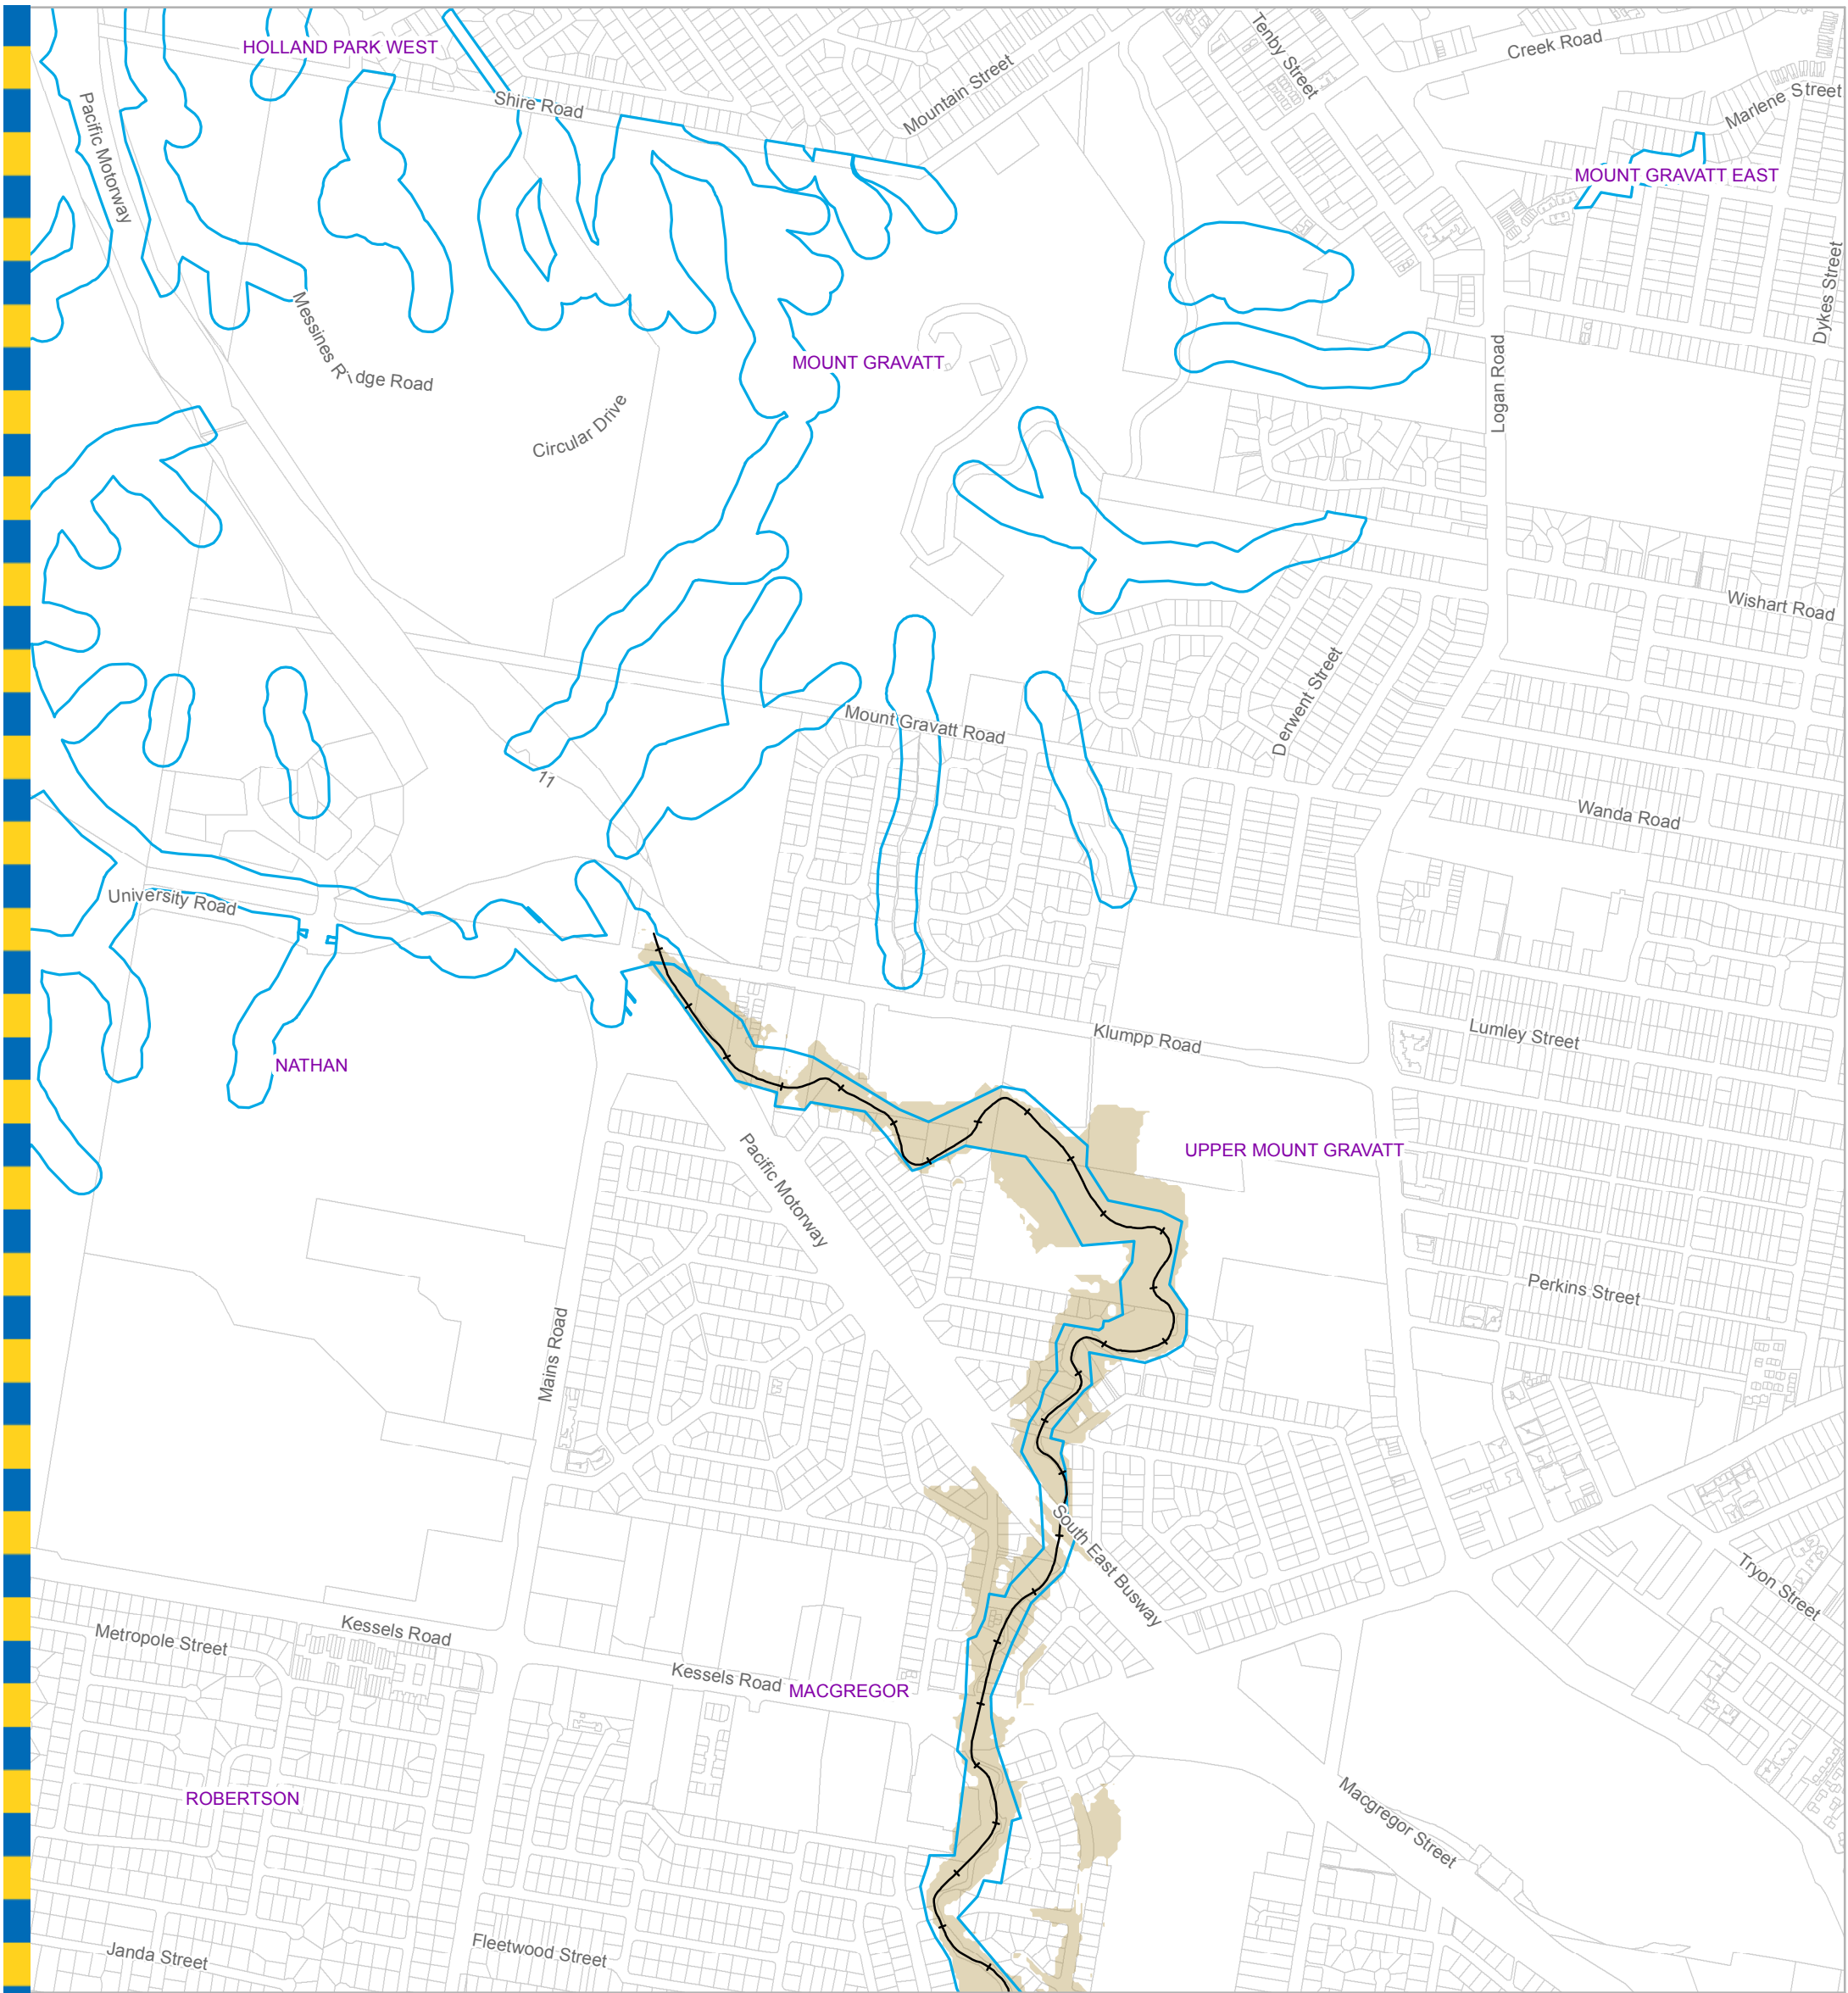 HOLLAND PARK WEST
Tenby Street
Creek Road
Mountain Street
Shire Road
Marlene Street
Pacific Motorway
MOUNT GRAVATT EAST
Dykes Street
Messines Ridge Road
MOUNT GRAVATT
Logan Road
Circular Drive
Wishart Road
Derwent Street
Mount Gravatt Road
11
Wanda Road
University Road
Klumpp Road
Lumley Street
NATHAN
UPPER MOUNT GRAVATT
Pacific Motorway
Perkins Street
Mains Road
South East Busway
Tryon Street
Metropole Street
Kessels Road
Kessels Road
MACGREGOR
ROBERTSON
Macgregor Street
Janda Street
Fleetwood Street